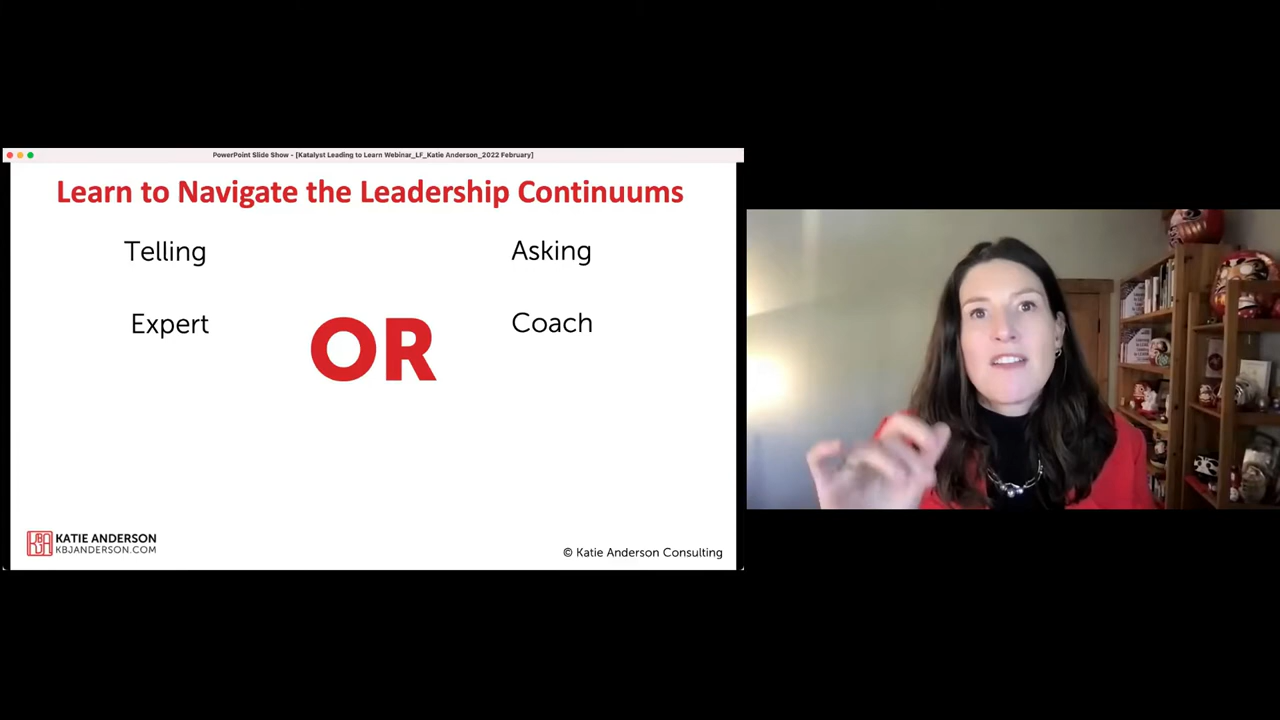 PowerPoint Slide Show - [Katalyst Leading to Learn Webinar_LF_Katie Anderson_2022 February]
Learn to Navigate the Leadership Continuums
Telling
Asking
Expert
OR
Coach
KATIE ANDERSON
KBJANDERSON.COM
© Katie Anderson Consulting